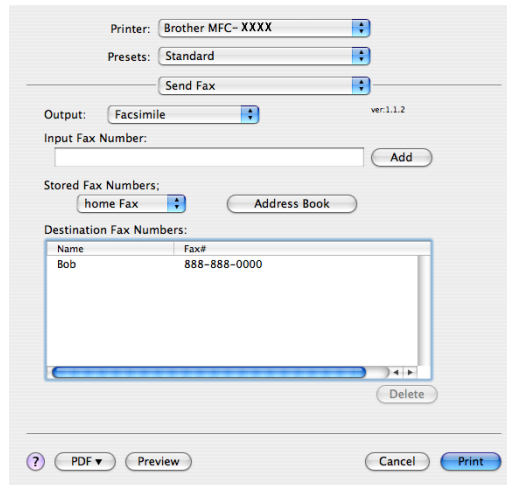 Printer: Brother MFC-XXXX
Presets: Standard
Send Fax
Output: Facsimile ver:1.1.2
Input Fax Number:
Add
Stored Fax Numbers;
home Fax Address Book
Destination Fax Numbers:
Name Fax#
Bob 888-888-0000
Delete
? PDF▼ Preview Cancel Print